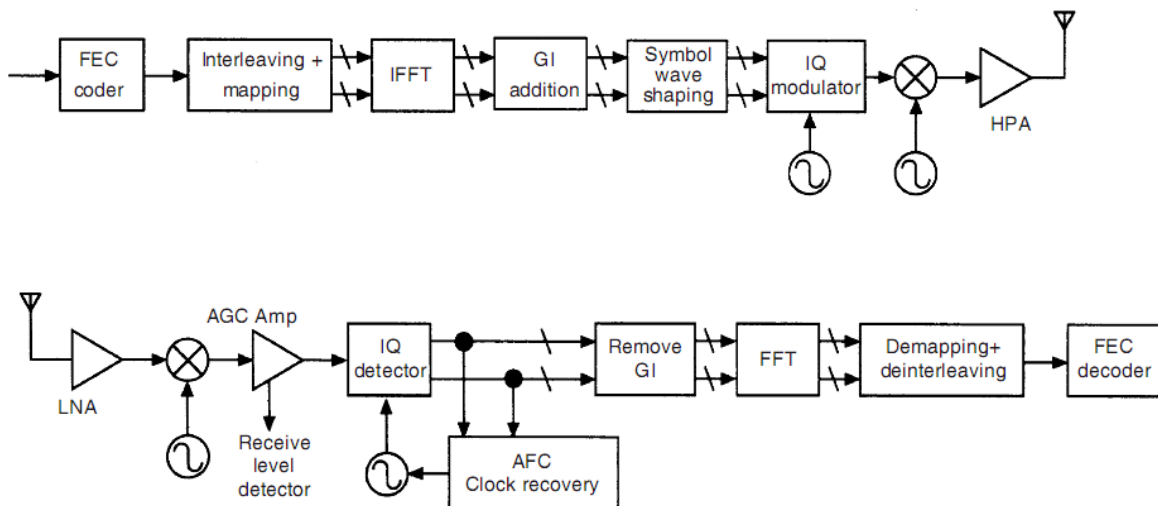 FEC
coder
Interleaving +
mapping
IFFT
GI
addition
Symbol
wave
shaping
IQ
modulator
HPA
LNA
AGC Amp
Receive
level
detector
IQ
detector
AFC
Clock recovery
Remove
GI
FFT
Demapping+
deinterleaving
FEC
decoder